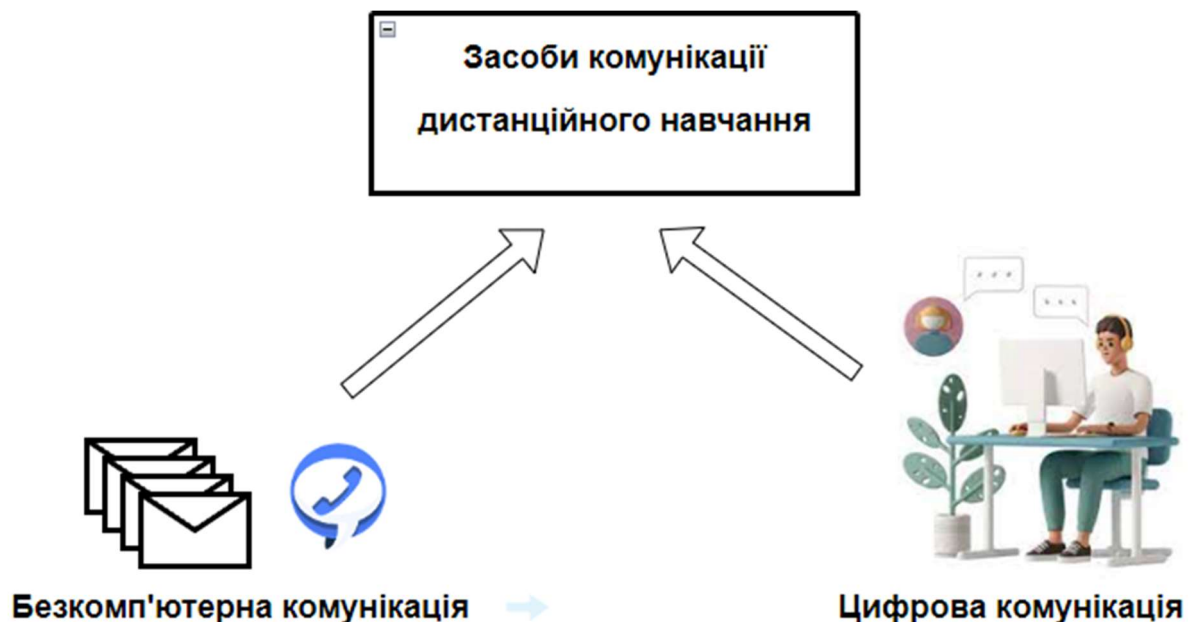 Засоби комунікації
дистанційного навчання
Безкомп'ютерна комунікація
Цифрова комунікація